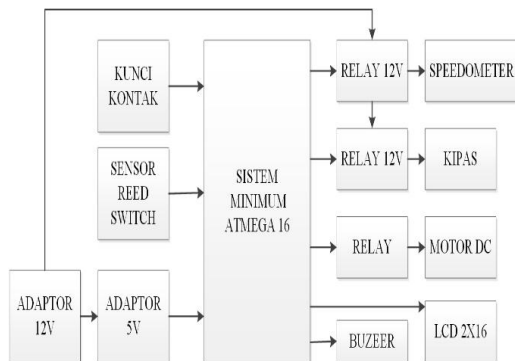 KUNCI
KONTAK
RELAY 12V
SPEEDOMETER
SENSOR
REED
SWITCH
SISTEM
MINIMUM
ATMEGA 16
RELAY 12V
KIPAS
RELAY
MOTOR DC
ADAPTOR
12V
ADAPTOR
5V
BUZEER
LCD 2X16